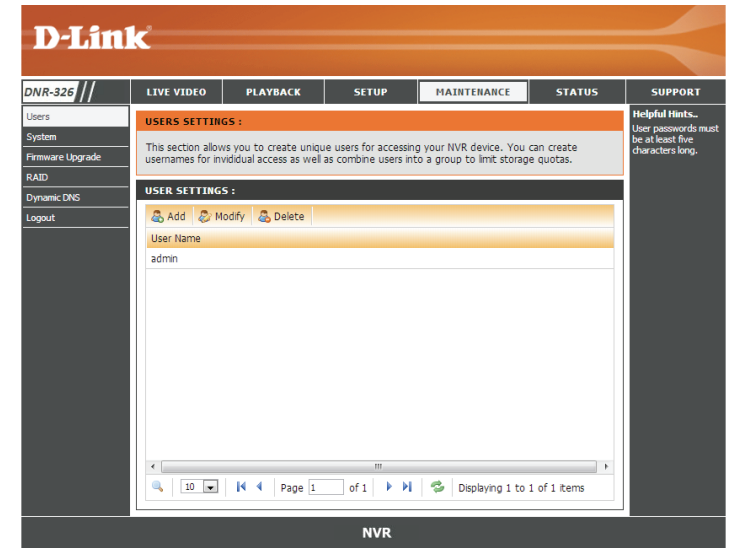 D-Link
DNR-326 //
LIVE VIDEO
PLAYBACK
SETUP
MAINTENANCE
STATUS
SUPPORT
Users
System
Firmware Upgrade
RAID
Dynamic DNS
Logout
USERS SETTINGS :
This section allows you to create unique users for accessing your NVR device. You can create
usernames for invididual access as well as combine users into a group to limit storage quotas.
USER SETTINGS :
Add
Modify
Delete
User Name
admin
10
Page 1 of 1
Displaying 1 to 1 of 1 items
Helpful Hints..
User passwords must
be at least five
characters long.
NVR